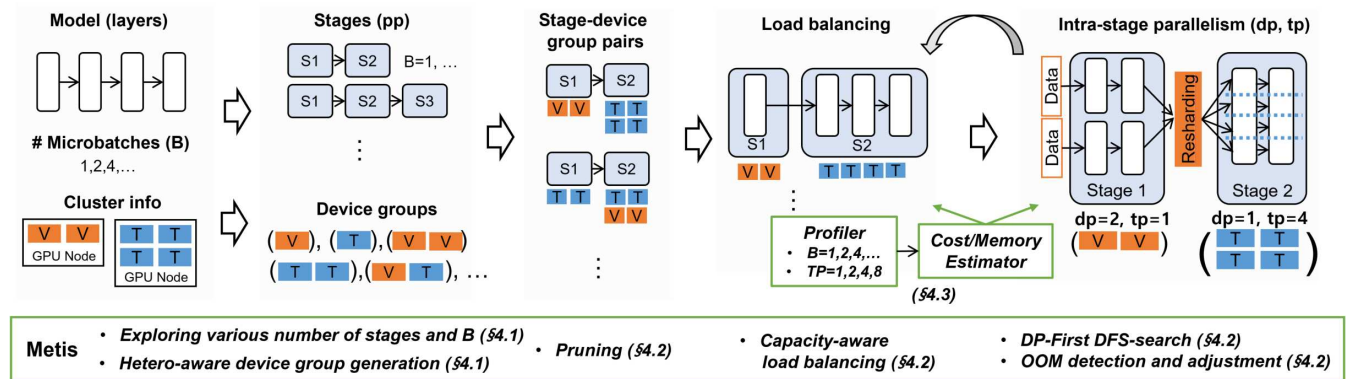 Model (layers)
# Microbatches (B)
1,2,4,…
Cluster info
V V
GPU Node
T T
T T
GPU Node
Stages (pp)
S1 S2 B=1, …
S1 S2 S3
⋮
Device groups
(V), (T), (V V)
(T T), (V T), …
Stage-device
group pairs
S1 S2
V V T T
T T
S1 S2
T T T T
V V
⋮
Load balancing
S1 S2
V V T T T T
⋮
Profiler
• B=1,2,4,…
• TP=1,2,4,8
Cost/Memory
Estimator
(§4.3)
Intra-stage parallelism (dp, tp)
Data
Data
Resharding
Stage 1 Stage 2
dp=2, tp=1 dp=1, tp=4
(V V) (T T
T T)
Metis
• Exploring various number of stages and B (§4.1)
• Hetero-aware device group generation (§4.1)
• Pruning (§4.2)
• Capacity-aware
load balancing (§4.2)
• DP-First DFS-search (§4.2)
• OOM detection and adjustment (§4.2)